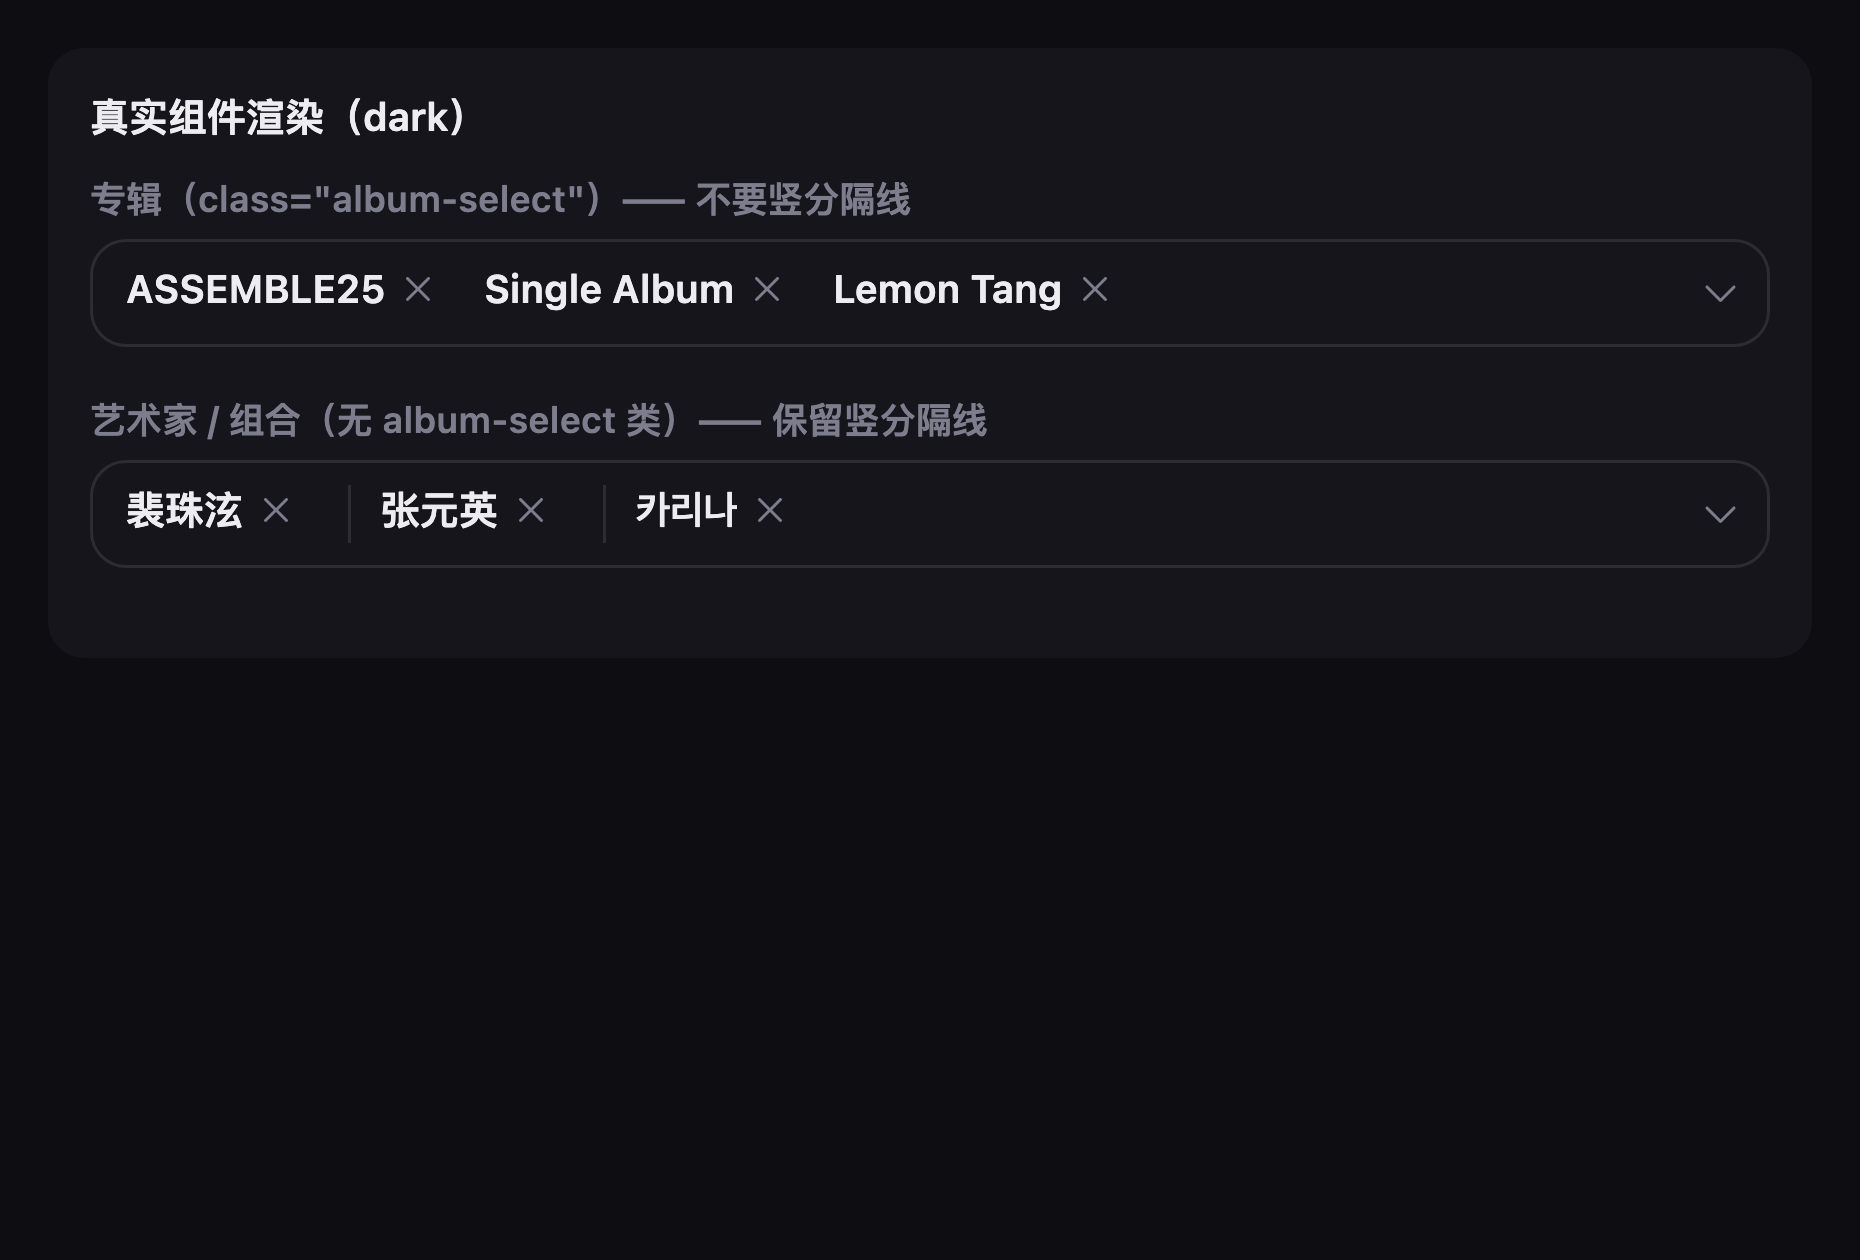 真实组件渲染（dark）
专辑（class="album-select"）—— 不要竖分隔线
ASSEMBLE25 × Single Album × Lemon Tang ×
艺术家 / 组合（无 album-select 类）—— 保留竖分隔线
裴珠泫 × 张元英 × 카리나 ×